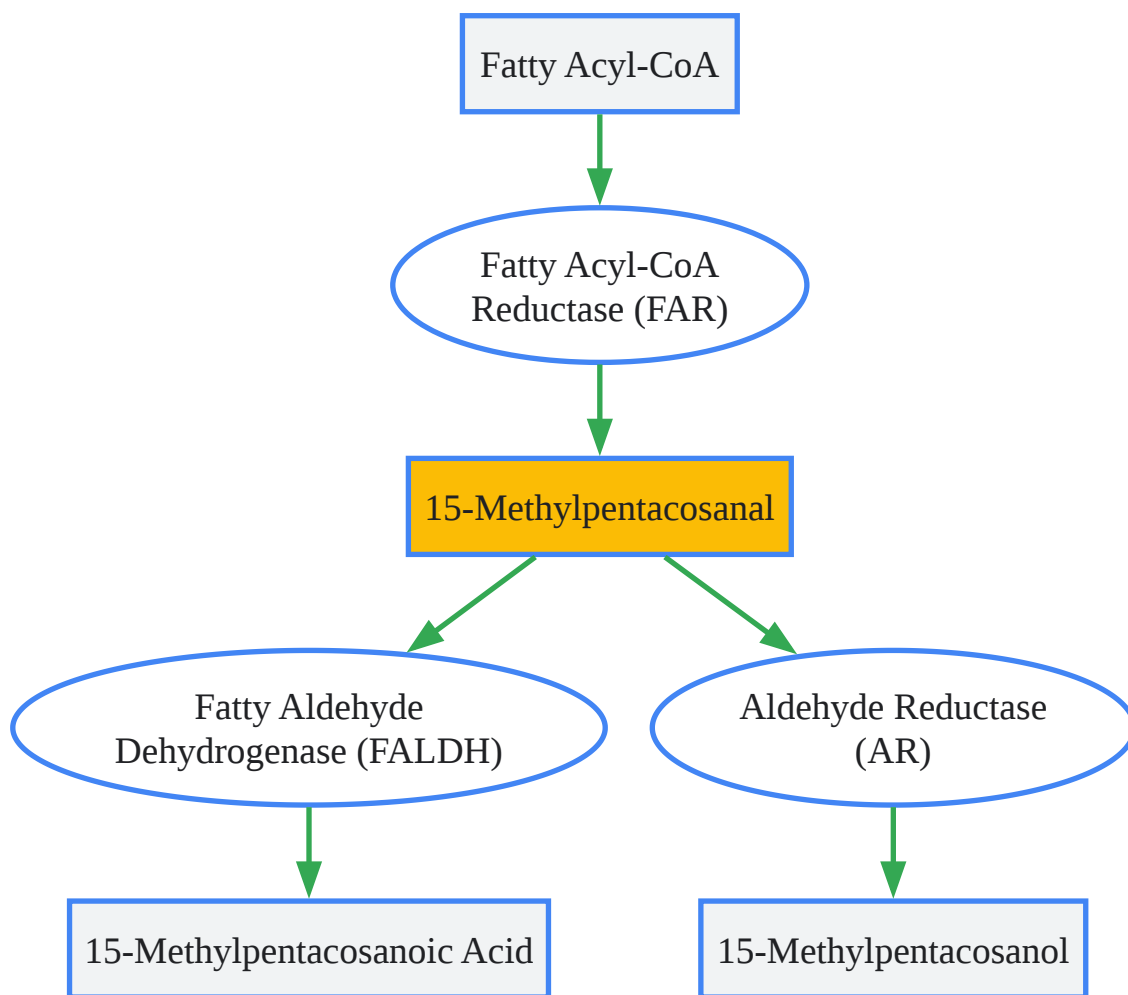 Fatty Acyl-CoA
Fatty Acyl-CoA
Reductase (FAR)
15-Methylpentacosanal
Fatty Aldehyde
Dehydrogenase (FALDH)
Aldehyde Reductase
(AR)
15-Methylpentacosanoic Acid
15-Methylpentacosanol